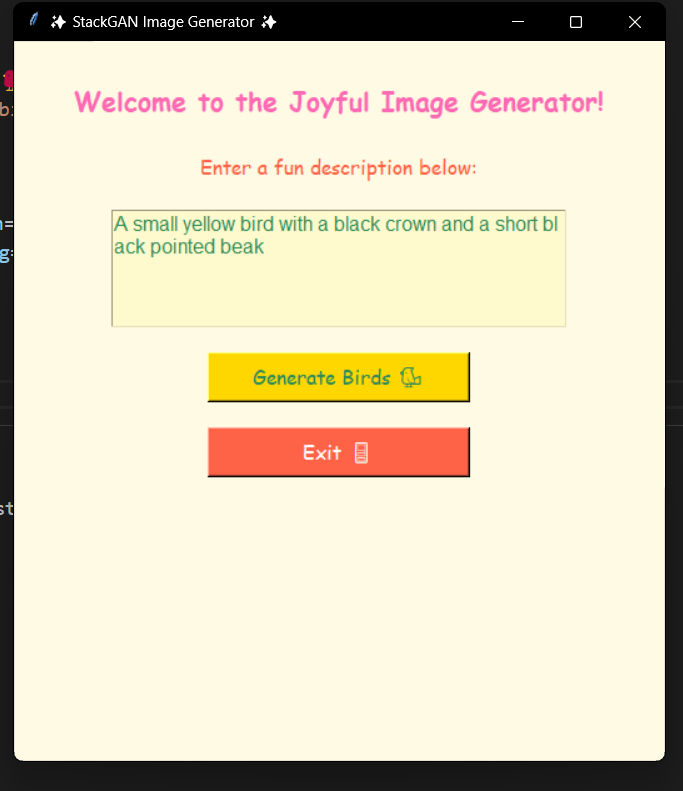 ✨ StackGAN Image Generator ✨
Welcome to the Joyful Image Generator!
Enter a fun description below:
A small yellow bird with a black crown and a short bl
ack pointed beak
Generate Birds 🐦
Exit 🚪